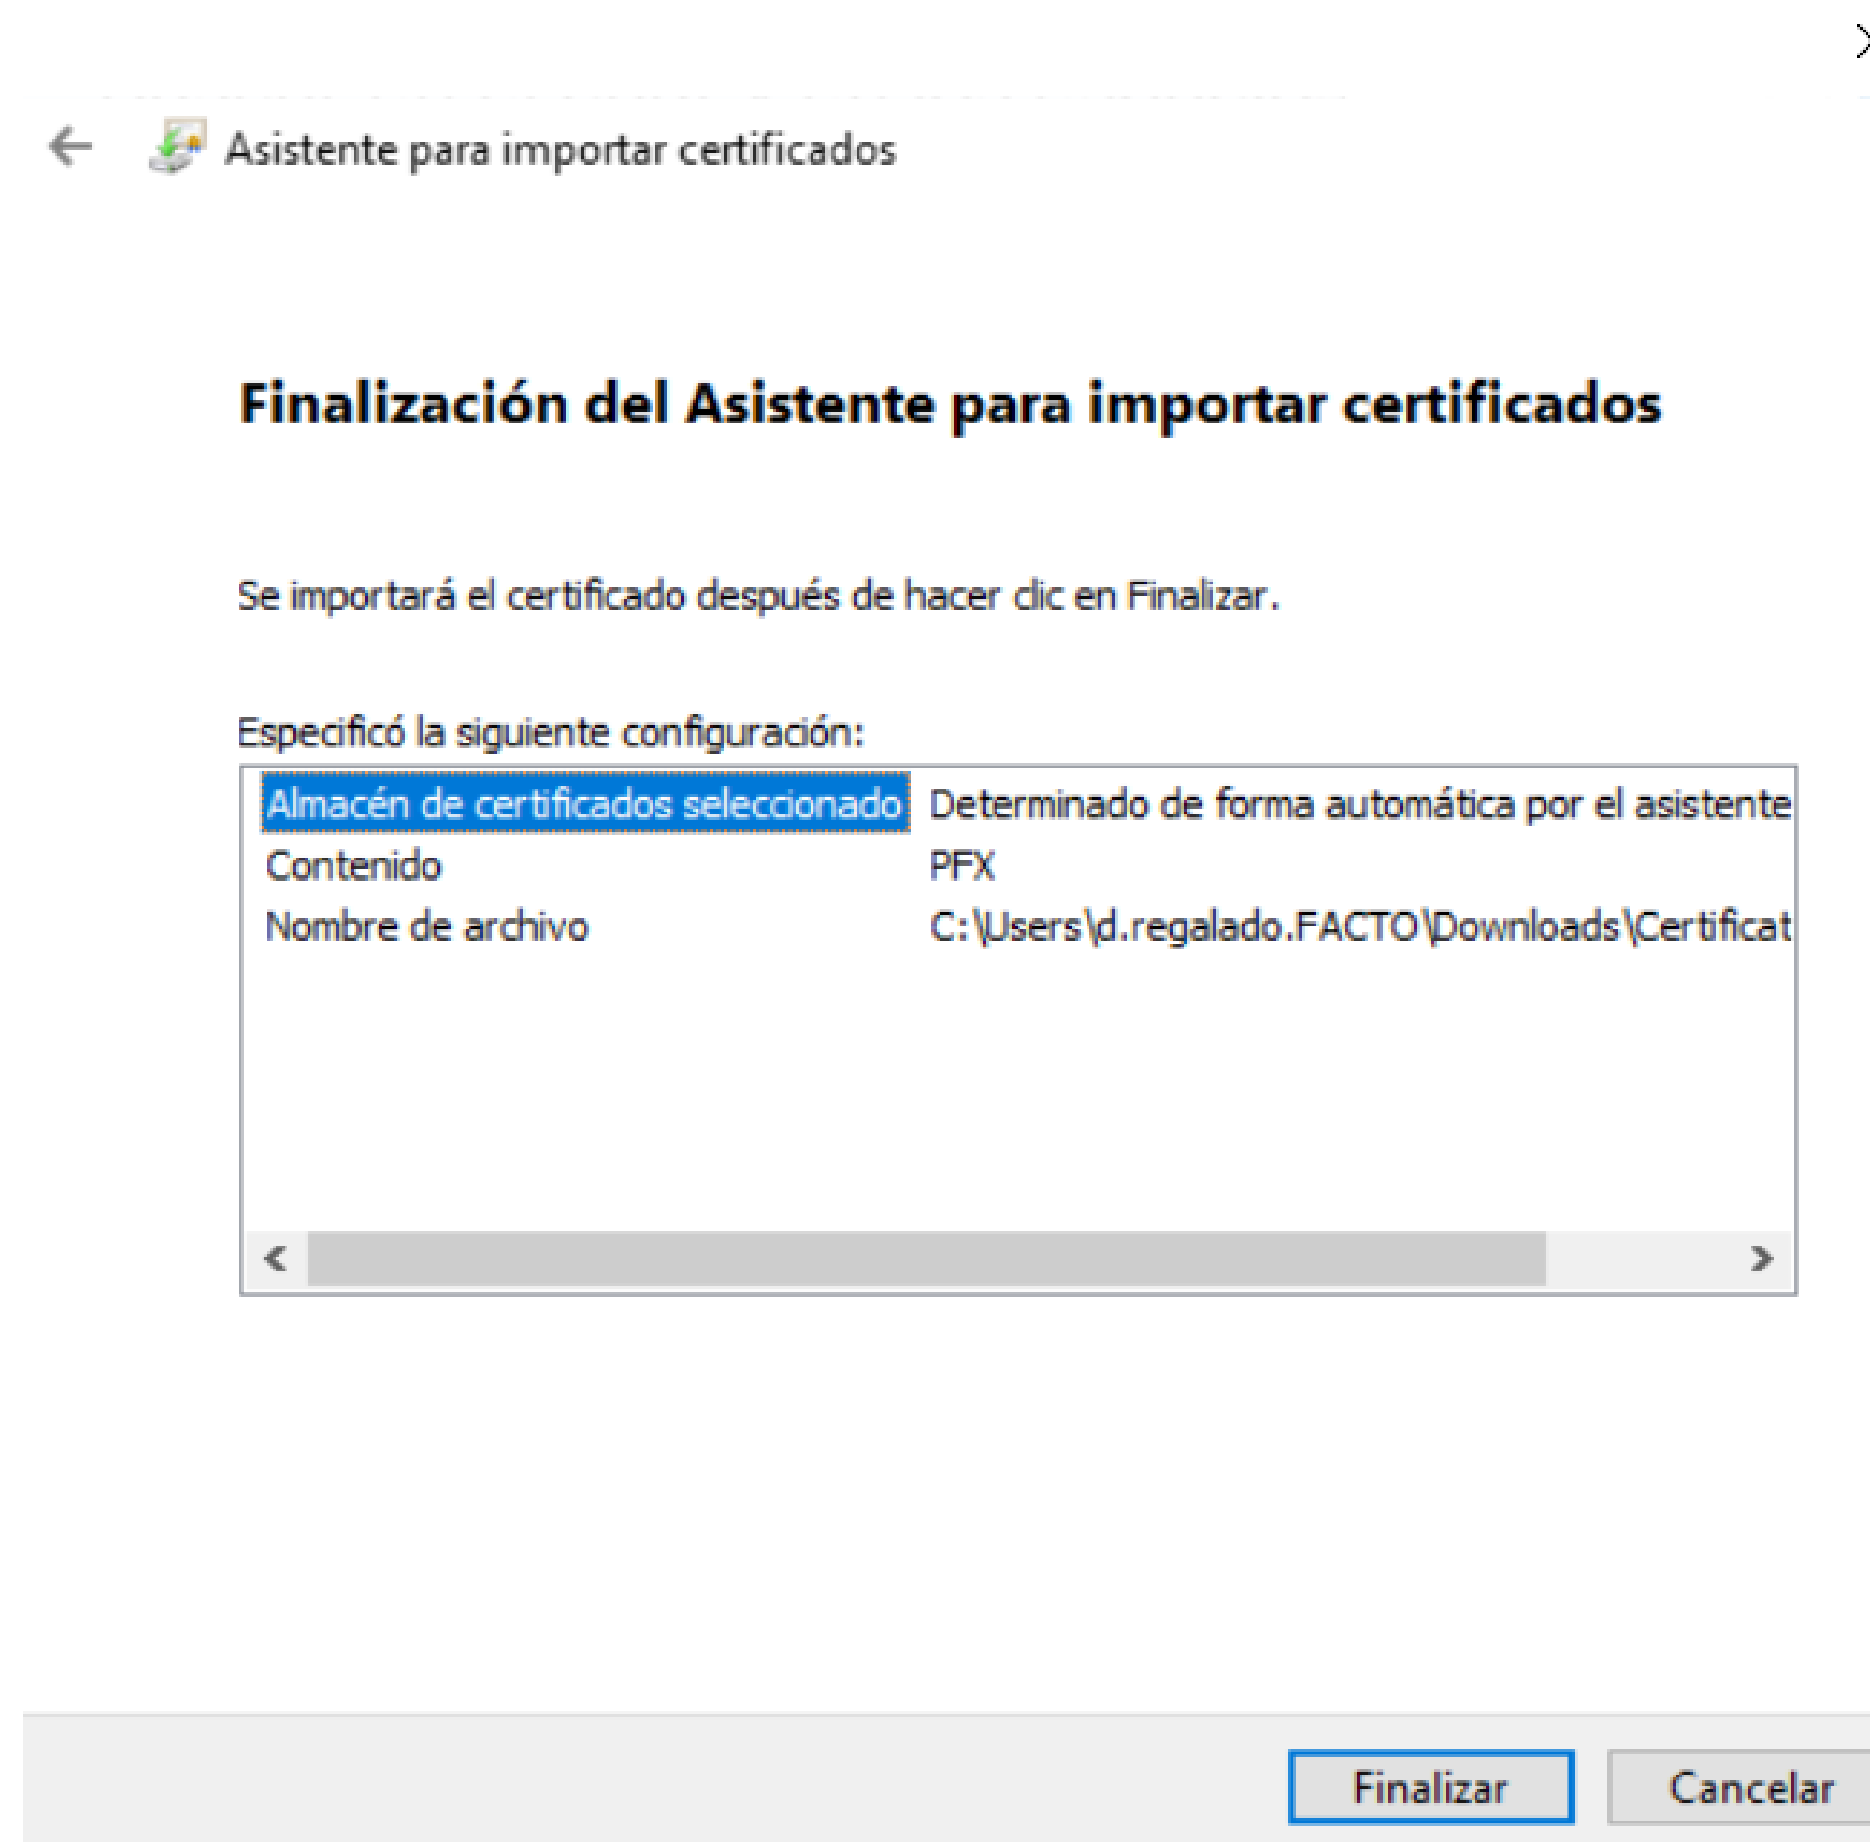 Asistente para importar certificados
Finalización del Asistente para importar certificados
Se importará el certificado después de hacer clic en Finalizar.
Especificó la siguiente configuración:
Almacén de certificados seleccionado Determinado de forma automática por el asistente
Contenido PFX
Nombre de archivo C:\Users\d.regalado.FACTO\Downloads\Certificat
Finalizar Cancelar